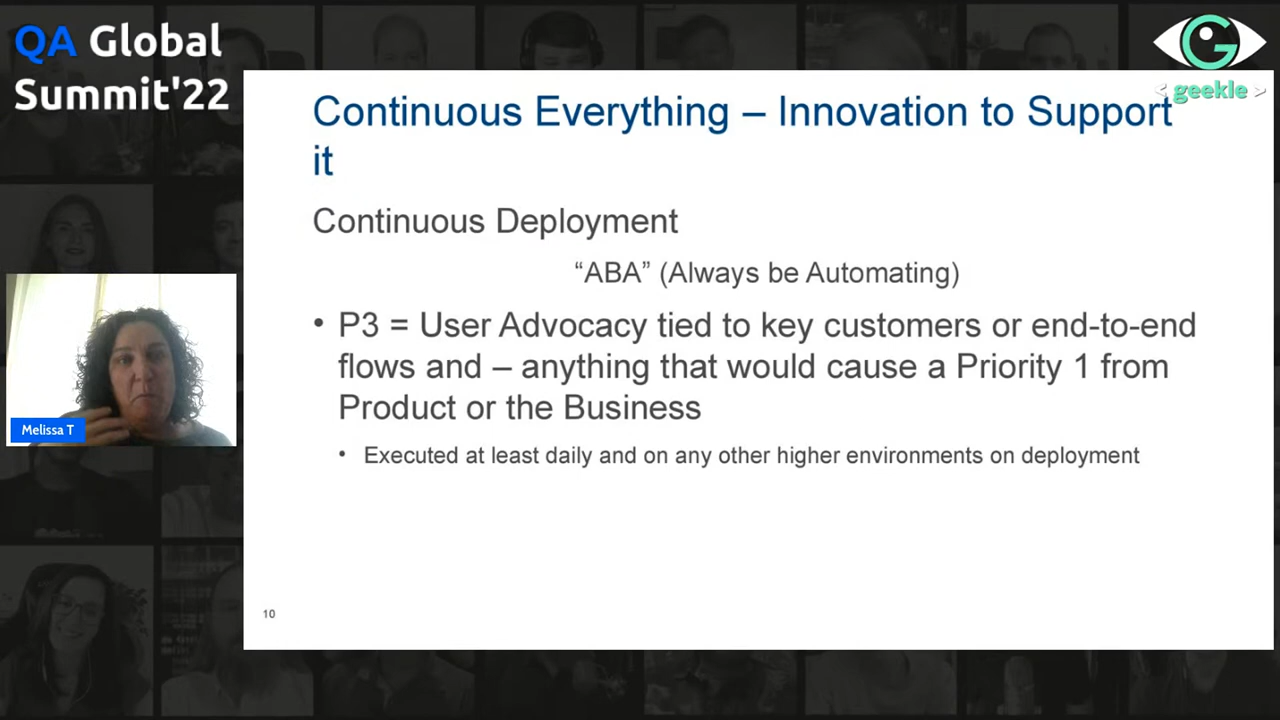 QA Global
Summit'22
< geekle >
Continuous Everything – Innovation to Support
it
Continuous Deployment
“ABA” (Always be Automating)
• P3 = User Advocacy tied to key customers or end-to-end
flows and – anything that would cause a Priority 1 from
Product or the Business
• Executed at least daily and on any other higher environments on deployment
Melissa T
10